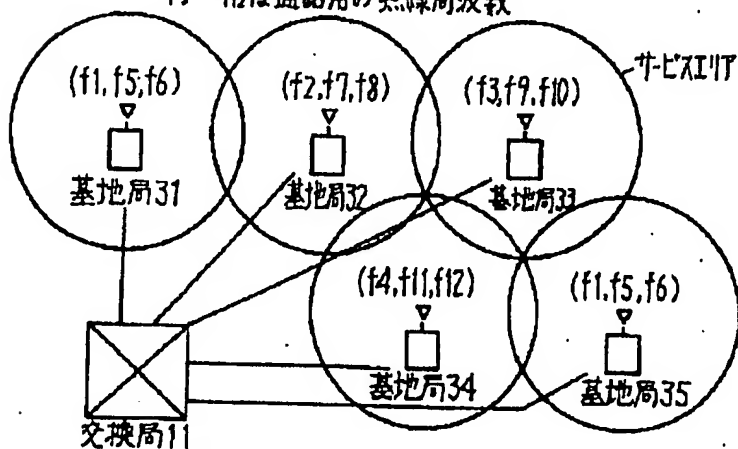 サービスエリア
(f1,f5,f6)
(f2,f7,f8)
(f3,f9,f10)
基地局31
基地局32
基地局33
(f4,f11,f12)
(f1,f5,f6)
基地局34
基地局35
交換局11